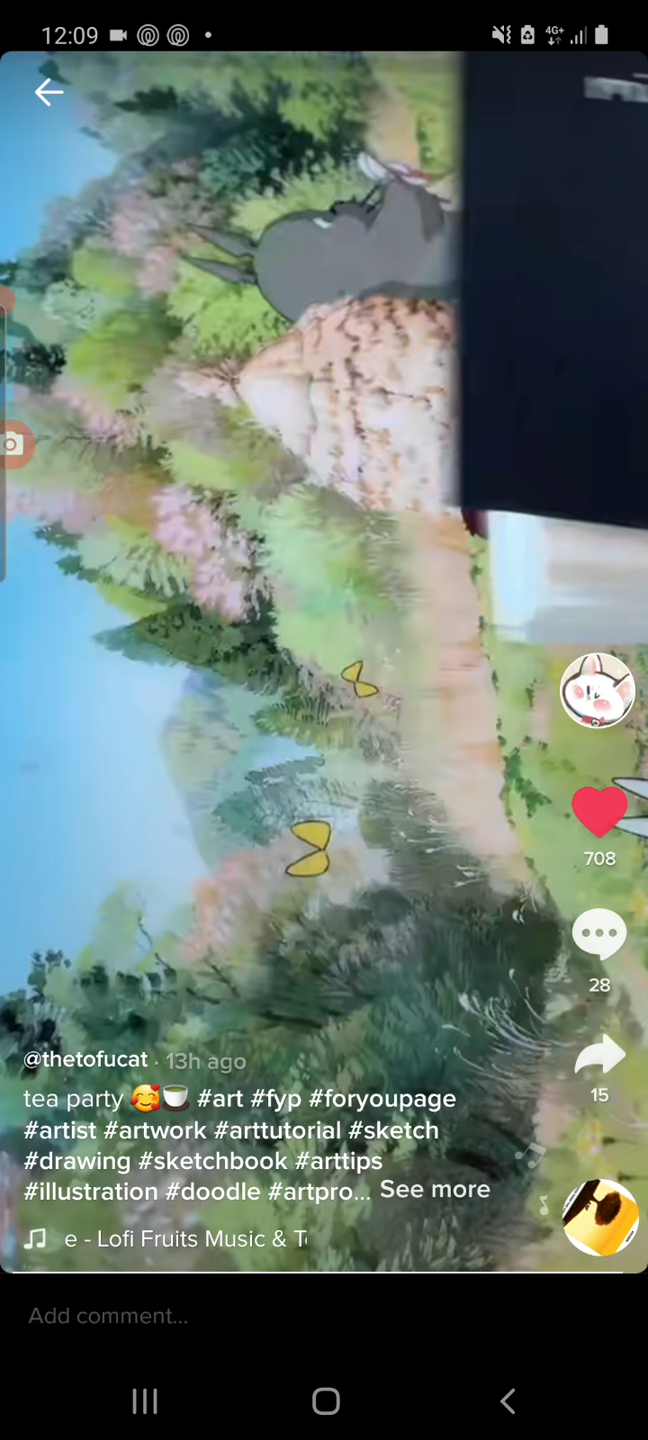 12:09
4G+
708
28
15
@thetofucat · 13h ago
tea party 🥰🍵 #art #fyp #foryoupage
#artist #artwork #arttutorial #sketch
#drawing #sketchbook #arttips
#illustration #doodle #artpro... See more
e - Lofi Fruits Music &
Add comment...